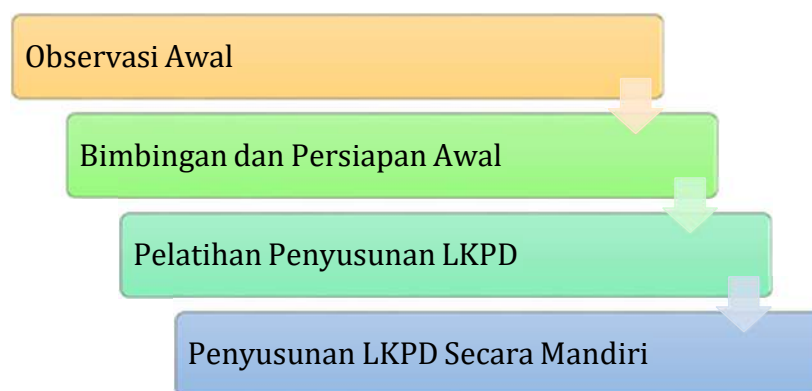 Observasi Awal
Bimbingan dan Persiapan Awal
Pelatihan Penyusunan LKPD
Penyusunan LKPD Secara Mandiri